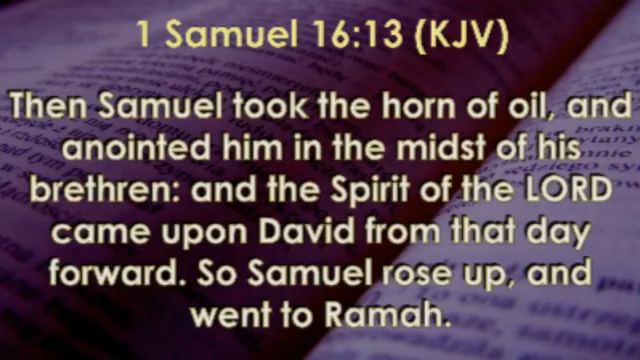 1 Samuel 16:13 (KJV)
Then Samuel took the horn of oil, and
anointed him in the midst of his
brethren: and the Spirit of the LORD
came upon David from that day
forward. So Samuel rose up, and
went to Ramah.